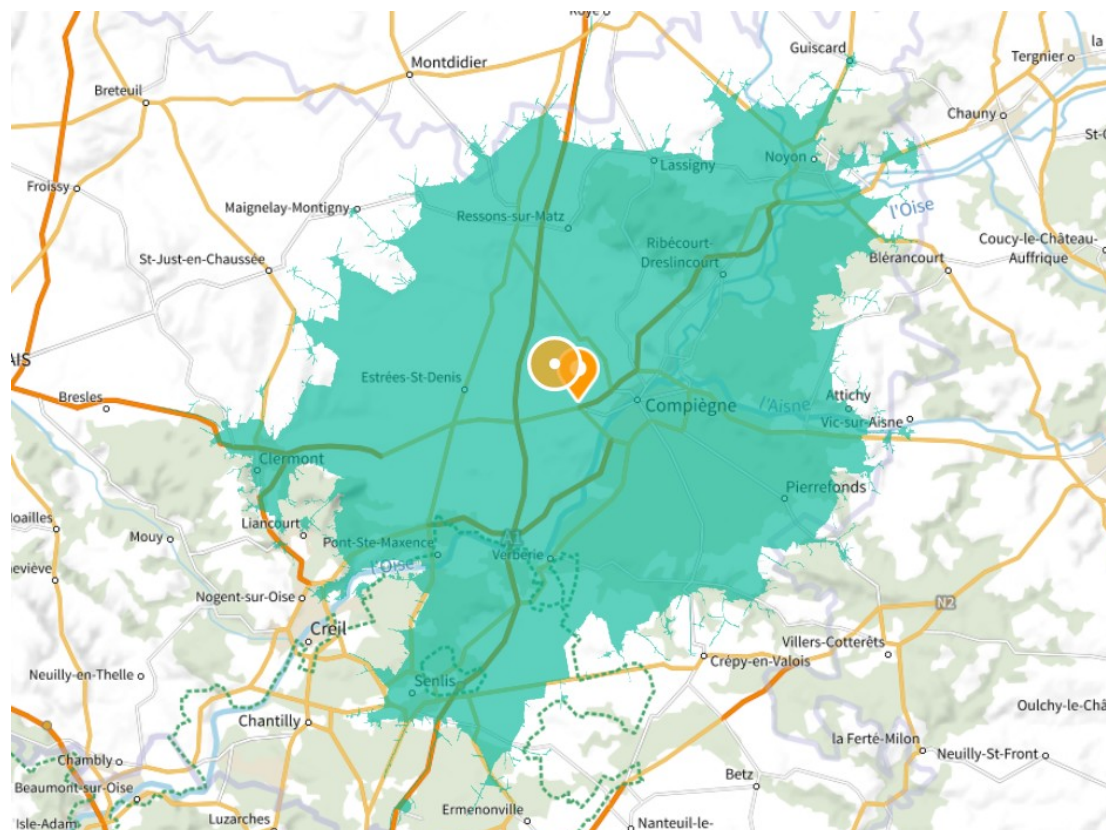 Guiscard
Tergnier
la
Montdidier
Breteuil
Chauny
Noyon
Lassigny
Froissy
l'Oise
Maignelay-Montigny
Ressons-sur-Matz
Ribécourt-
Dreslincourt
Coucy-le-Château-
Auffrique
St-Just-en-Chaussée
Blérancourt
AIS
Estrées-St-Denis
Bresles
Compiègne
l'Aisne
Attichy
Vic-sur-Aisne
Clermont
Pierrefonds
Liancourt
Mouy
Pont-Ste-Maxence
A1
Verberie
l'Oise
Nogent-sur-Oise
N2
Creil
Villers-Cotterêts
Crépy-en-Valois
Neuilly-en-Thelle
Senlis
Oulchy-le-Châ
Chantilly
la Ferté-Milon
Neuilly-St-Front
Chambly
Betz
Beaumont-sur-Oise
Ermenonville
Luzarches
Isle-Adam
Nanteuil-le-